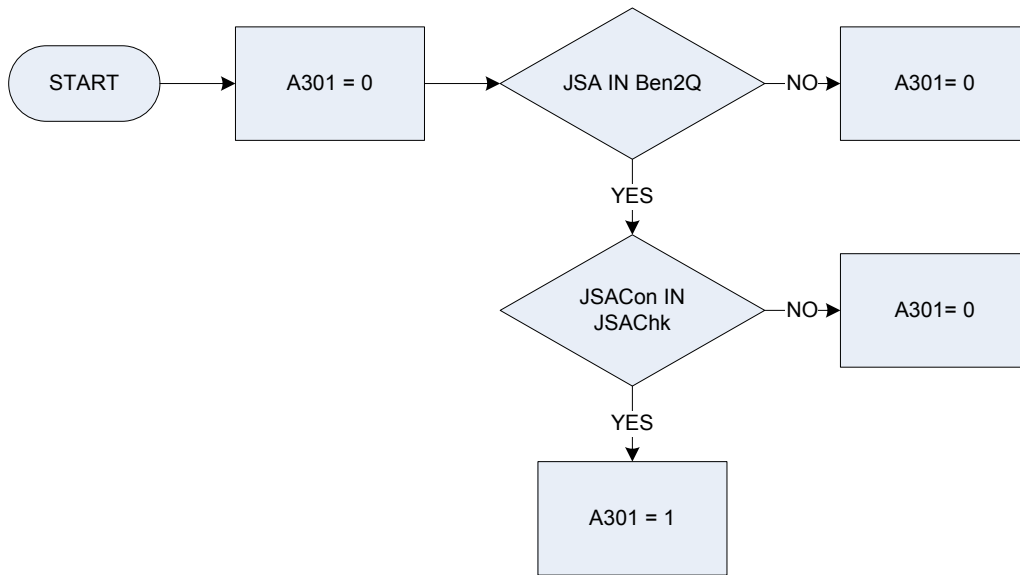 START
A301 = 0
JSA IN Ben2Q
NO
A301= 0
YES
JSACon IN
JSAChk
NO
A301= 0
YES
A301 = 1